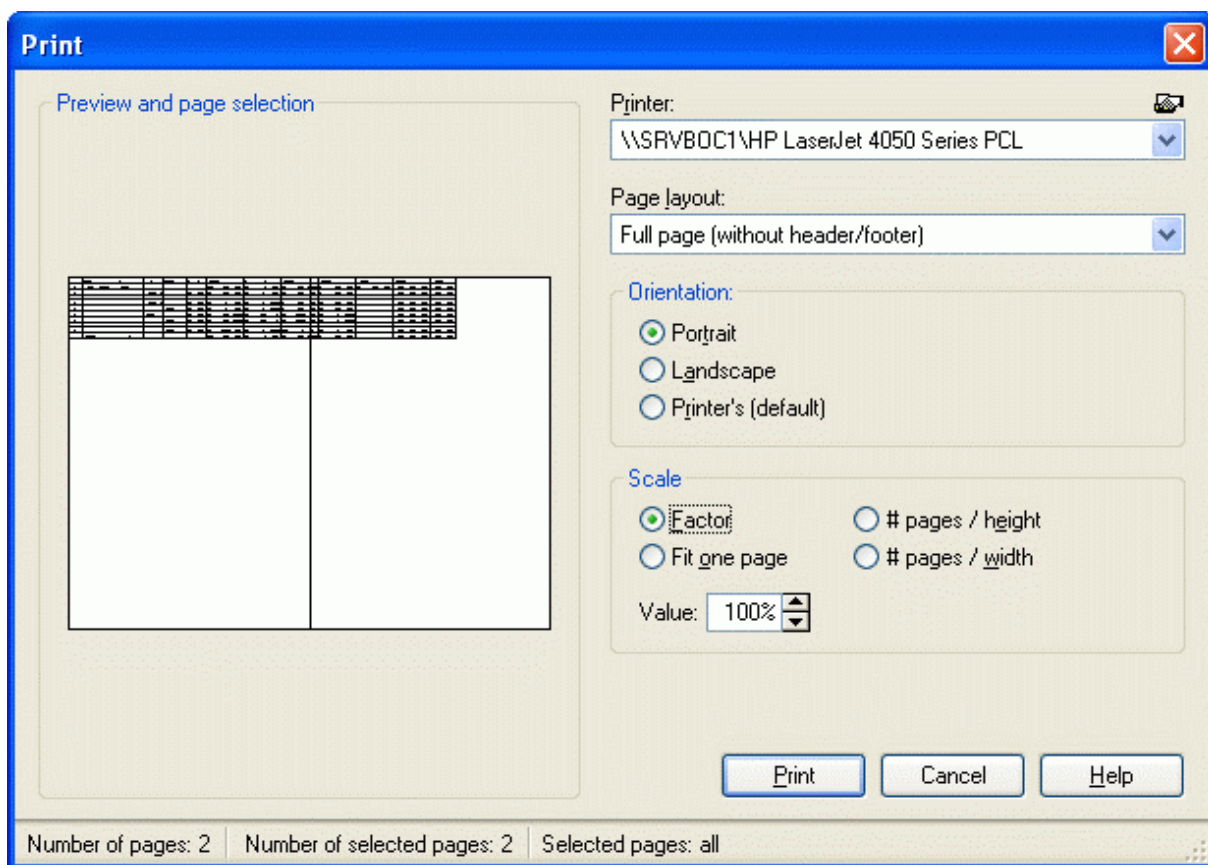 Print
Preview and page selection
Printer:
\\SRVBOC1\HP LaserJet 4050 Series PCL
Page layout:
Full page (without header/footer)
Orientation:
Portrait
Landscape
Printer's (default)
Scale
Factor
# pages / height
Fit one page
# pages / width
Value: 100%
Print Cancel Help
Number of pages: 2 Number of selected pages: 2 Selected pages: all